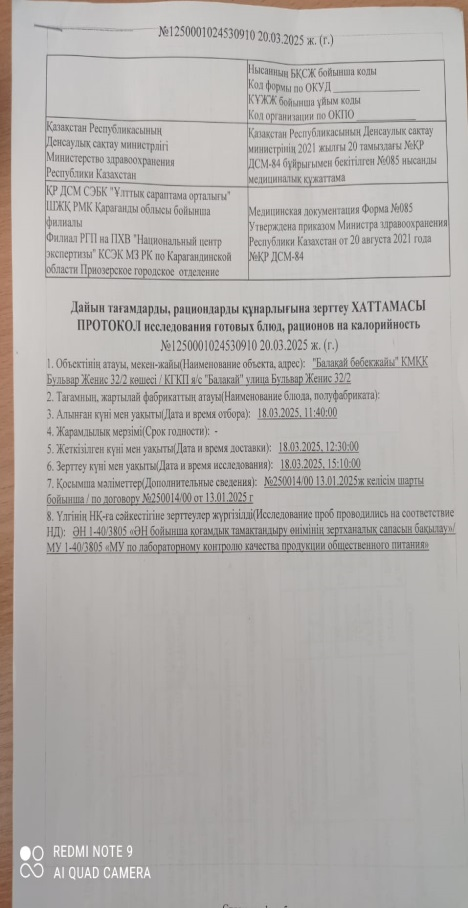 №1250001024530910 20.03.2025 ж. (г.)
Нысанның БҚСЖ бойынша коды
Код формы по ОКУД
КҰЖЖ бойынша ұйым коды
Код организации по ОКПО
Қазақстан Республикасының
Денсаулық сақтау министрлігі
Министерство здравоохранения
Республики Казахстан
Қазақстан Республикасының Денсаулық сақтау
министрінің 2021 жылғы 20 тамыздағы №ҚР
ДСМ-84 бұйрығымен бекітілген №085 нысанды
медициналық құжаттама
ҚР ДСМ СЭБК "Ұлттық сараптама орталығы"
ШЖҚ РМК Қарағанды облысы бойынша
филиалы
Филиал РГП на ПХВ "Национальный центр
экспертизы" КСЭК МЗ РК по Карагандинской
области Приозерское городское отделение
Медицинская документация Форма №085
Утверждена приказом Министра здравоохранения
Республики Казахстан от 20 августа 2021 года
№ҚР ДСМ-84
Дайын тағамдарды, рациондарды құнарлығына зерттеу ХАТТАМАСЫ
ПРОТОКОЛ исследования готовых блюд, рационов на калорийность
№1250001024530910 20.03.2025 ж. (г.)
1. Объектінің атауы, мекен-жайы(Наименование объекта, адрес): "Балақай бөбекжайы" КМҚК
Бульвар Женис 32/2 көшесі / КГКП я/с "Балакай" улица Бульвар Женис 32/2
2. Тағамның, жартылай фабрикаттың атауы(Наименование блюда, полуфабриката):
3. Алынған күні мен уақыты(Дата и время отбора): 18.03.2025, 11:40:00
4. Жарамдылық мерзімі(Срок годности): -
5. Жеткізілген күні мен уақыты(Дата и время доставки): 18.03.2025, 12:30:00
6. Зерттеу күні мен уақыты(Дата и время исследования): 18.03.2025, 15:10:00
7. Қосымша мәліметтер(Дополнительные сведения): №250014/00 13.01.2025ж келісім шарты
бойынша / по договору №250014/00 от 13.01.2025 г
8. Үлгінің НҚ-ға сәйкестігіне зерттеулер жүргізілді(Исследование проб проводились на соответствие
НД): ӘН 1-40/3805 «ӘН бойынша қоғамдық тамақтандыру өнімінің зертханалық сапасын бақылау»/
МУ 1-40/3805 «МУ по лабораторному контролю качества продукции общественного питания»
REDMI NOTE 9
AI QUAD CAMERA